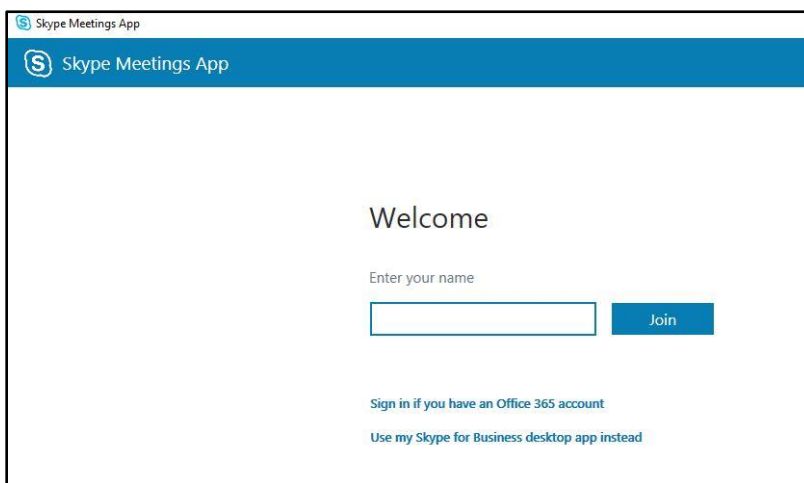 Skype Meetings App
Skype Meetings App
Welcome
Enter your name
Join
Sign in if you have an Office 365 account
Use my Skype for Business desktop app instead